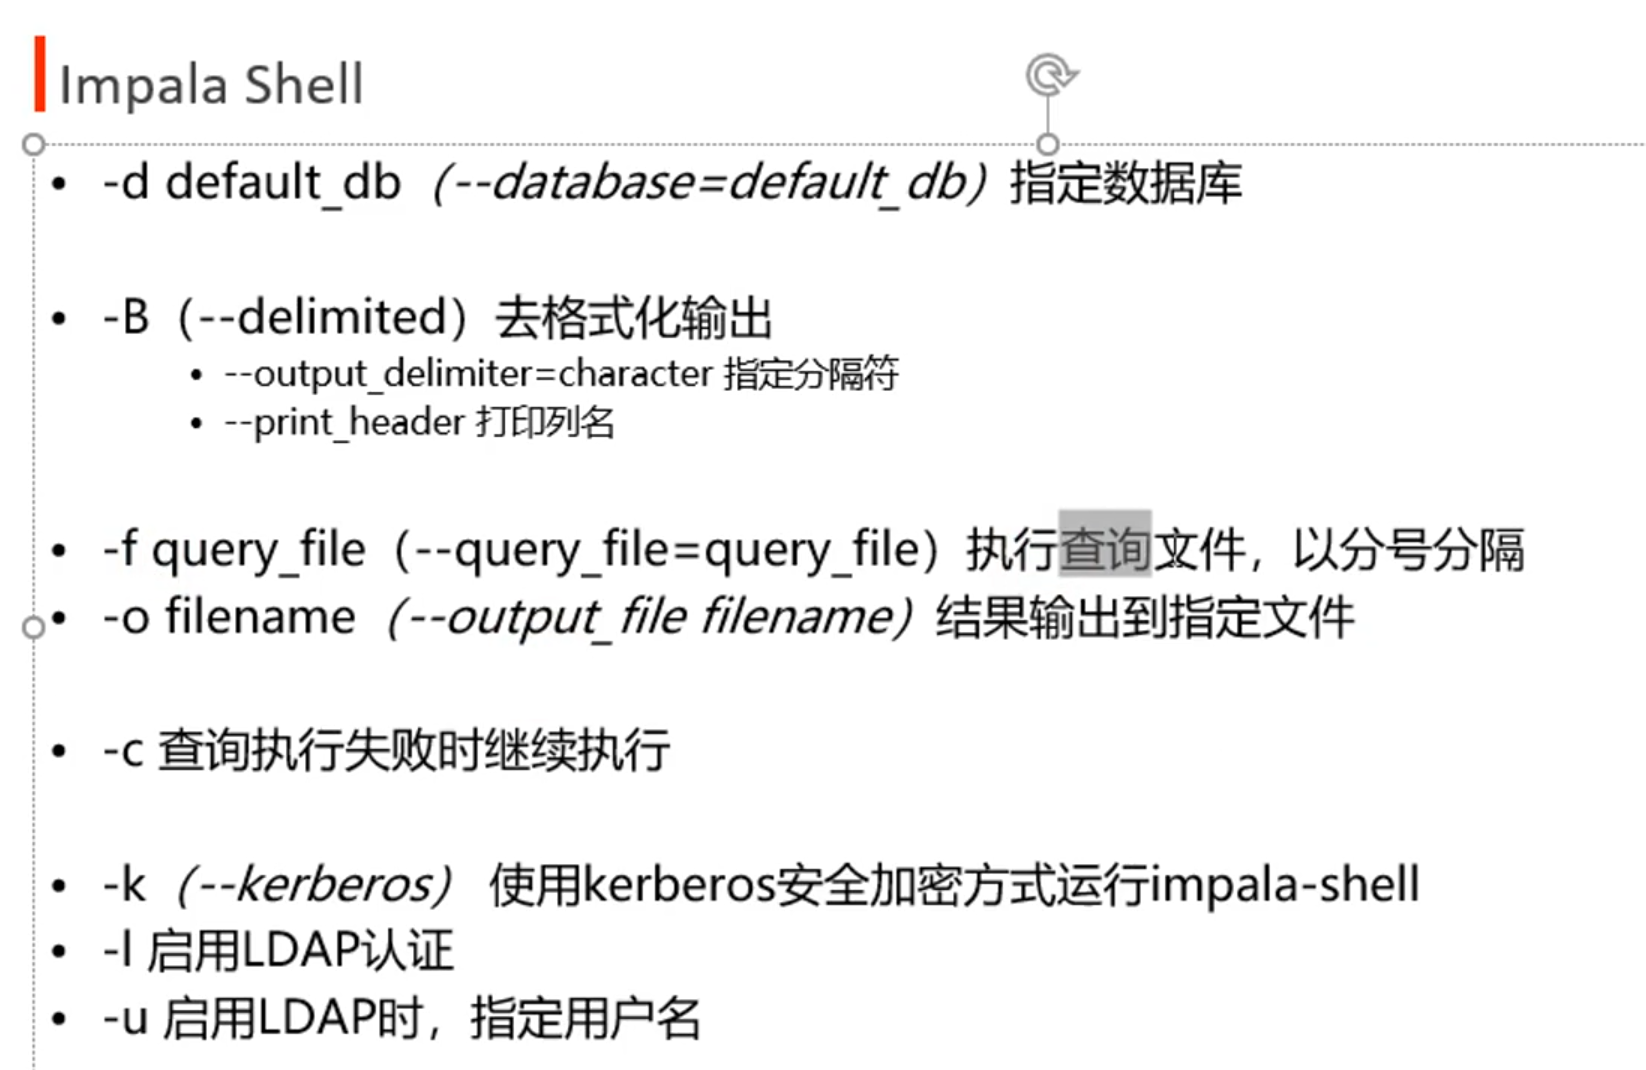 Impala Shell
• -d default_db（--database=default_db）指定数据库
• -B（--delimited）去格式化输出
• --output_delimiter=character 指定分隔符
• --print_header 打印列名
• -f query_file（--query_file=query_file）执行查询文件，以分号分隔
• -o filename（--output_file filename）结果输出到指定文件
• -c 查询执行失败时继续执行
• -k（--kerberos） 使用kerberos安全加密方式运行impala-shell
• -l 启用LDAP认证
• -u 启用LDAP时，指定用户名